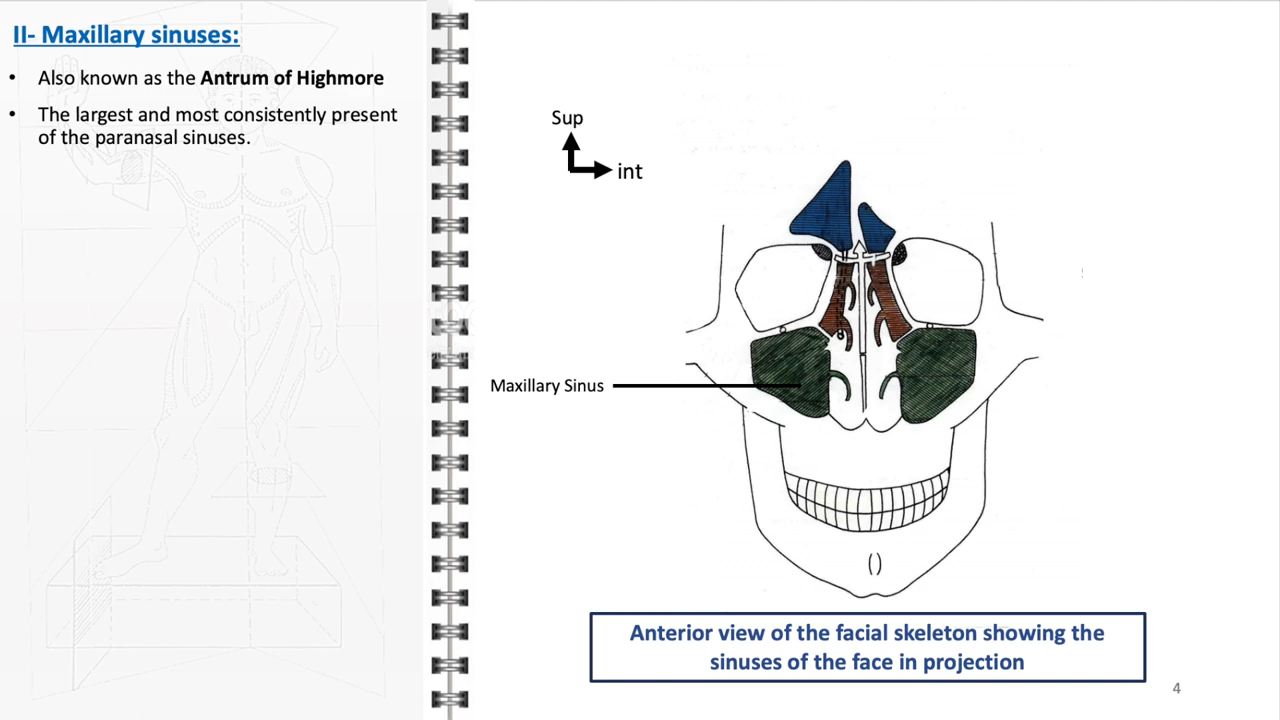 II- Maxillary sinuses:
• Also known as the Antrum of Highmore
• The largest and most consistently present
of the paranasal sinuses.
Sup
int
Maxillary Sinus
Anterior view of the facial skeleton showing the
sinuses of the face in projection
4